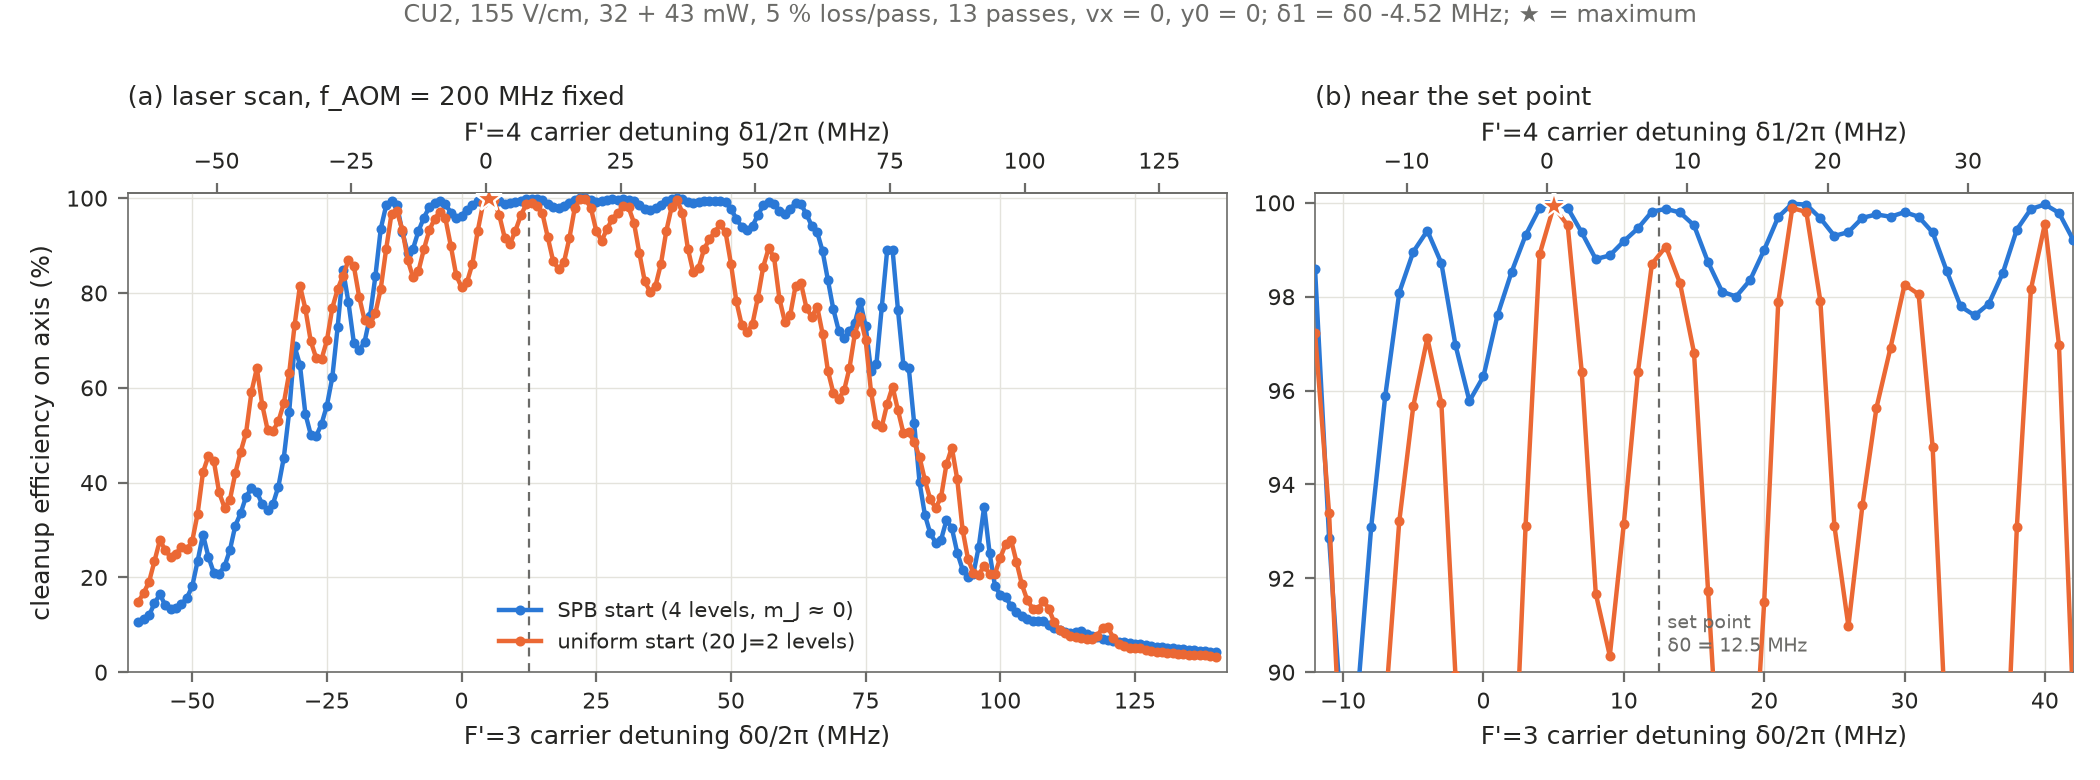 CU2, 155 V/cm, 32 + 43 mW, 5 % loss/pass, 13 passes, vx = 0, y0 = 0; δ1 = δ0 -4.52 MHz; ★ = maximum
(a) laser scan, f_AOM = 200 MHz fixed
F'=4 carrier detuning δ1/2π (MHz)
−50 −25 0 25 50 75 100 125
100
80
60
40
20
0
cleanup efficiency on axis (%)
SPB start (4 levels, m_J ≈ 0)
uniform start (20 J=2 levels)
−50 −25 0 25 50 75 100 125
F'=3 carrier detuning δ0/2π (MHz)
(b) near the set point
F'=4 carrier detuning δ1/2π (MHz)
−10 0 10 20 30
100
98
96
94
92
90
set point
δ0 = 12.5 MHz
−10 0 10 20 30 40
F'=3 carrier detuning δ0/2π (MHz)